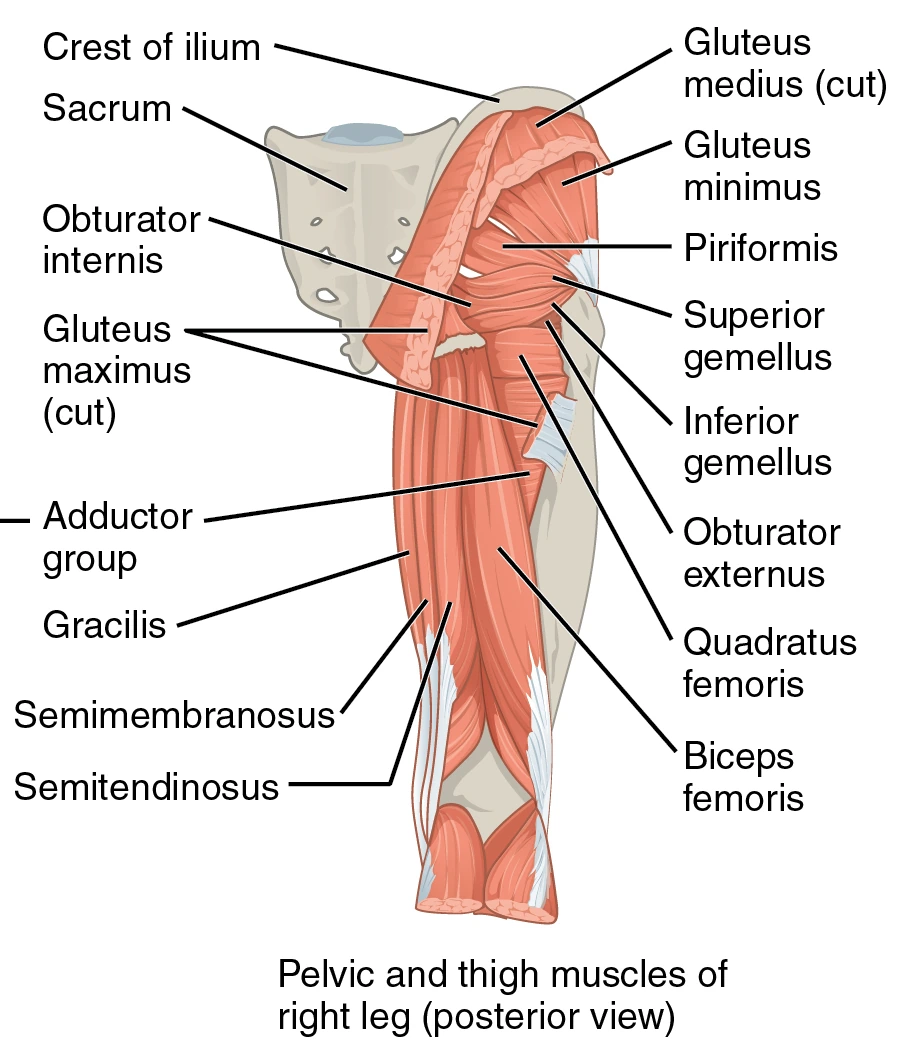 Crest of ilium
Sacrum
Obturator
internis
Gluteus
maximus
(cut)
Adductor
group
Gracilis
Semimembranosus
Semitendinosus
Gluteus
medius (cut)
Gluteus
minimus
Piriformis
Superior
gemellus
Inferior
gemellus
Obturator
externus
Quadratus
femoris
Biceps
femoris
Pelvic and thigh muscles of
right leg (posterior view)